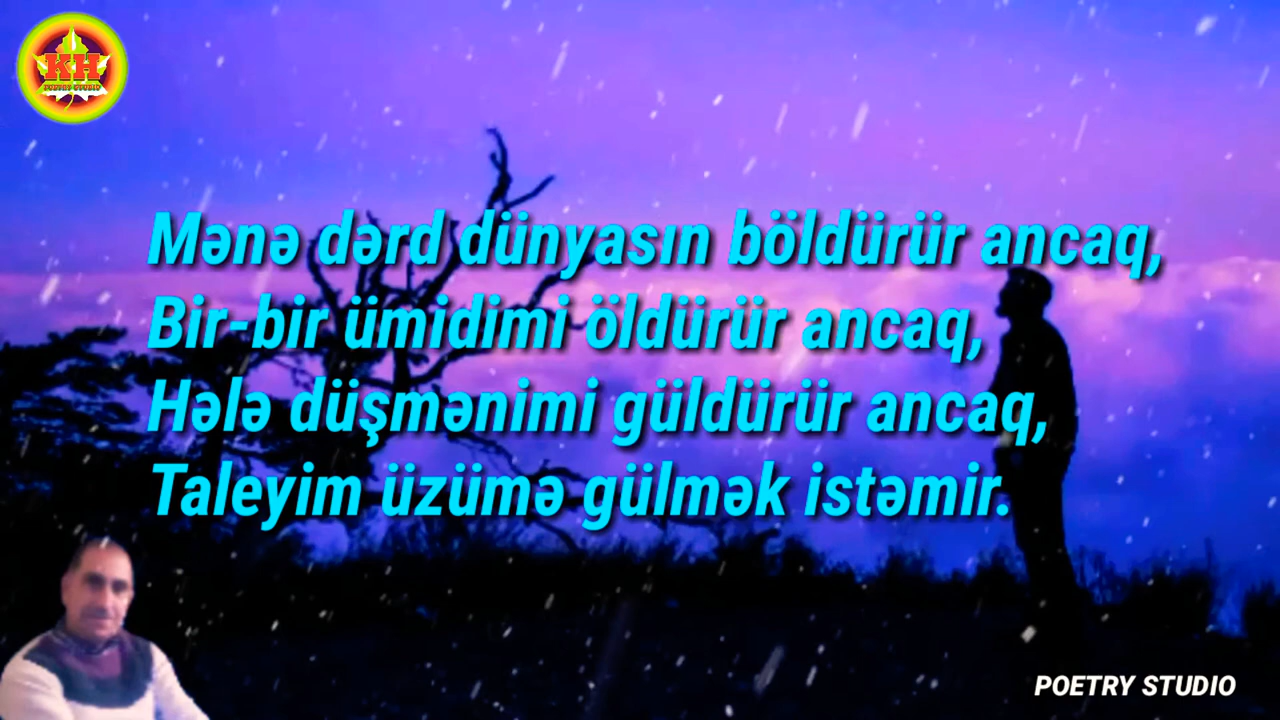 KH
POETRY STUDIO
Mənə dərd dünyasın böldürür ancaq,
Bir-bir ümidimi öldürür ancaq,
Hələ düşmənimi güldürür ancaq,
Taleyim üzümə gülmək istəmir.
POETRY STUDIO